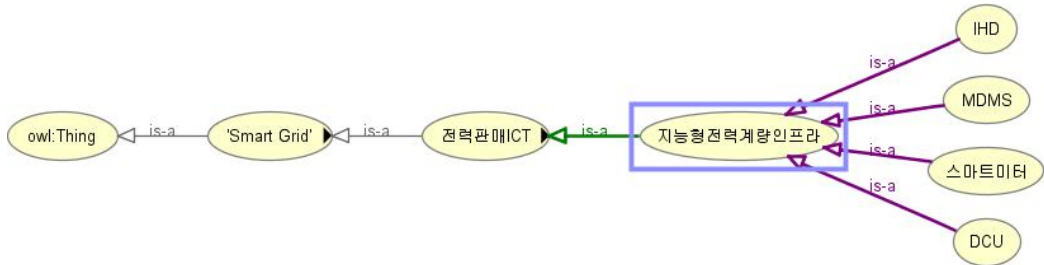 IHD
is-a
MDMS
is-a
owl:Thing
is-a
'Smart Grid'
is-a
전력판매ICT
is-a
지능형전력계량인프라
is-a
스마트미터
is-a
DCU